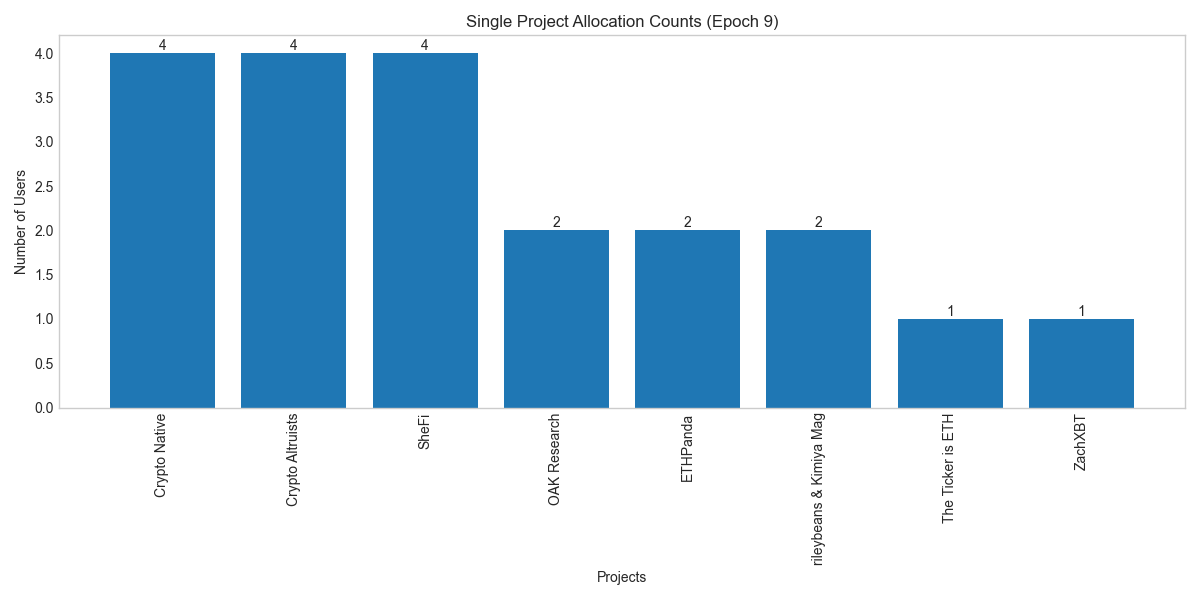 Single Project Allocation Counts (Epoch 9)
4 4 4 2 2 2 1 1
4.0
3.5
3.0
2.5
2.0
1.5
1.0
0.5
0.0
Number of Users
Crypto Native
Crypto Altruists
SheFi
OAK Research
ETHPanda
rileybeans & Kimiya Mag
The Ticker is ETH
ZachXBT
Projects